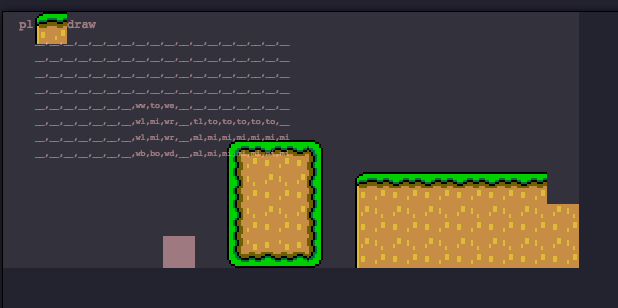 pl draw
__,__,__,__,__,__,__,__,__,__,__,__,__,__,__,__,__,__
__,__,__,__,__,__,__,__,__,__,__,__,__,__,__,__,__,__
__,__,__,__,__,__,__,__,__,__,__,__,__,__,__,__,__,__
__,__,__,__,__,__,__,__,__,__,__,__,__,__,__,__,__,__
__,__,__,__,__,__,__,ww,to,we,__,__,__,__,__,__,__,__
__,__,__,__,__,__,__,wl,mi,wr,__,tl,to,to,to,to,to,__
__,__,__,__,__,__,__,wl,mi,wr,__,ml,mi,mi,mi,mi,mi,mi
__,__,__,__,__,__,__,wb,bo,wd,__,ml,mi,mi,mi,mi,mi,mi